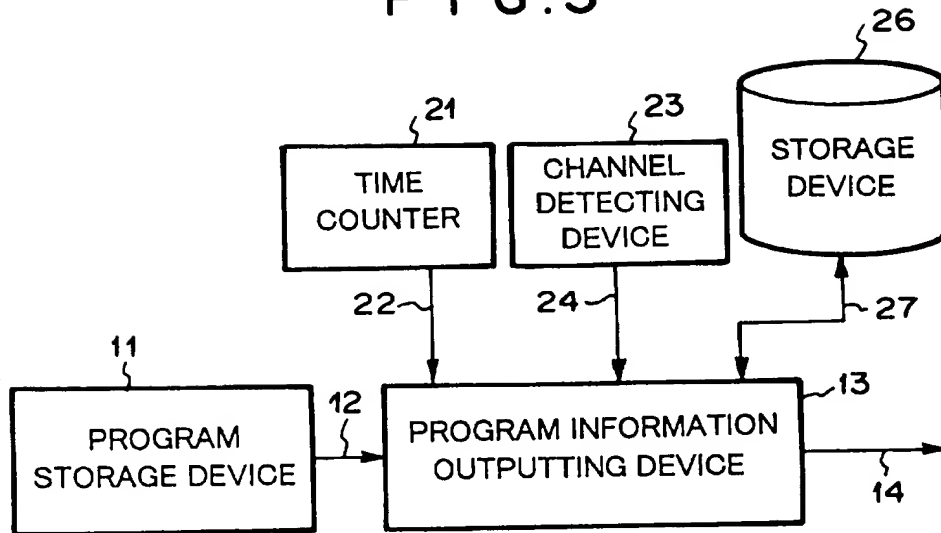 F I G .
26
21
23
TIME
COUNTER
CHANNEL
DETECTING
DEVICE
STORAGE
DEVICE
22
24
27
11
12
13
PROGRAM
STORAGE DEVICE
PROGRAM INFORMATION
OUTPUTTING DEVICE
14